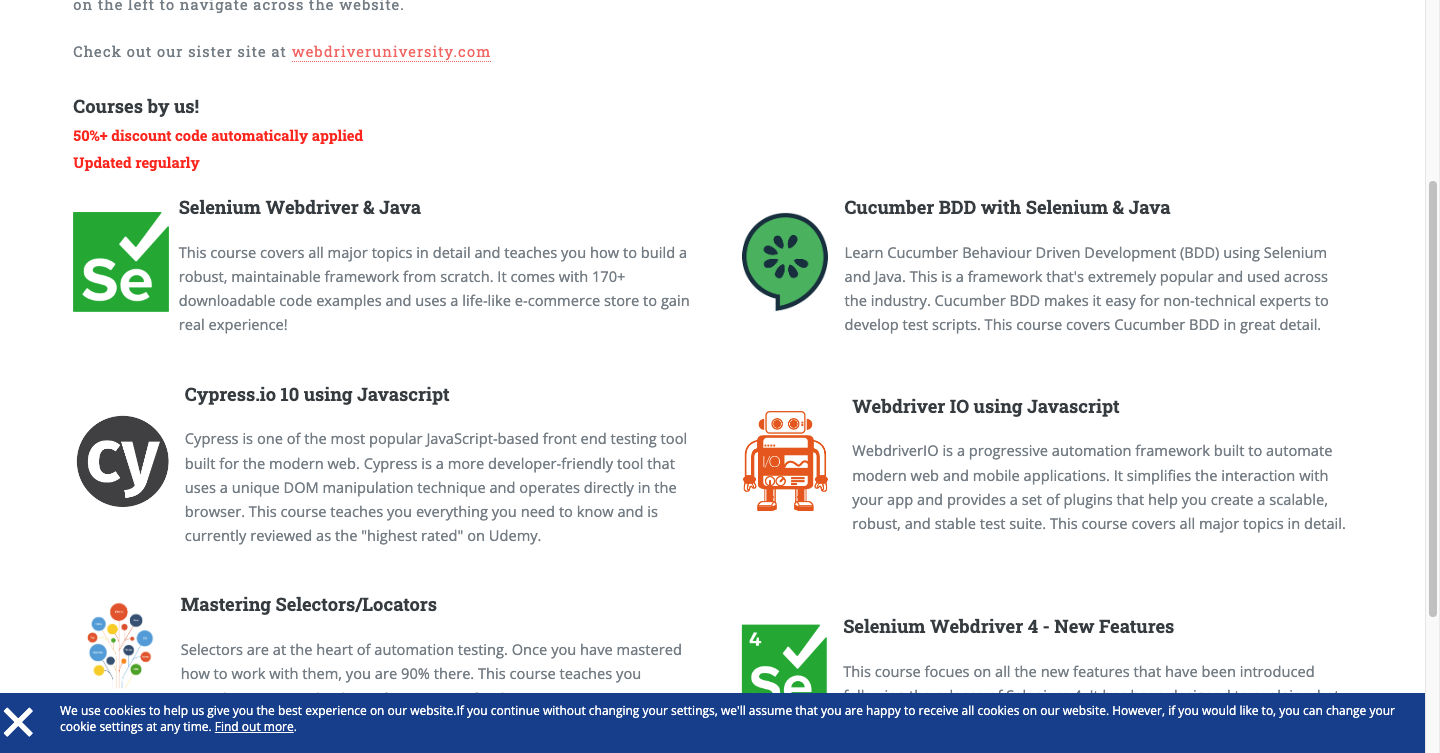 on the left to navigate across the website.
Check out our sister site at webdriveruniversity.com
Courses by us!
50%+ discount code automatically applied
Updated regularly
Se
Selenium Webdriver & Java
This course covers all major topics in detail and teaches you how to build a
robust, maintainable framework from scratch. It comes with 170+
downloadable code examples and uses a life-like e-commerce store to gain
real experience!
Cucumber BDD with Selenium & Java
Learn Cucumber Behaviour Driven Development (BDD) using Selenium
and Java. This is a framework that's extremely popular and used across
the industry. Cucumber BDD makes it easy for non-technical experts to
develop test scripts. This course covers Cucumber BDD in great detail.
cy
Cypress.io 10 using Javascript
Cypress is one of the most popular JavaScript-based front end testing tool
built for the modern web. Cypress is a more developer-friendly tool that
uses a unique DOM manipulation technique and operates directly in the
browser. This course teaches you everything you need to know and is
currently reviewed as the "highest rated" on Udemy.
I/O
Webdriver IO using Javascript
WebdriverIO is a progressive automation framework built to automate
modern web and mobile applications. It simplifies the interaction with
your app and provides a set of plugins that help you create a scalable,
robust, and stable test suite. This course covers all major topics in detail.
Mastering Selectors/Locators
Selectors are at the heart of automation testing. Once you have mastered
how to work with them, you are 90% there. This course teaches you
4
Se
Selenium Webdriver 4 - New Features
This course focuses on all the new features that have been introduced
We use cookies to help us give you the best experience on our website.If you continue without changing your settings, we'll assume that you are happy to receive all cookies on our website. However, if you would like to, you can change your
cookie settings at any time. Find out more.